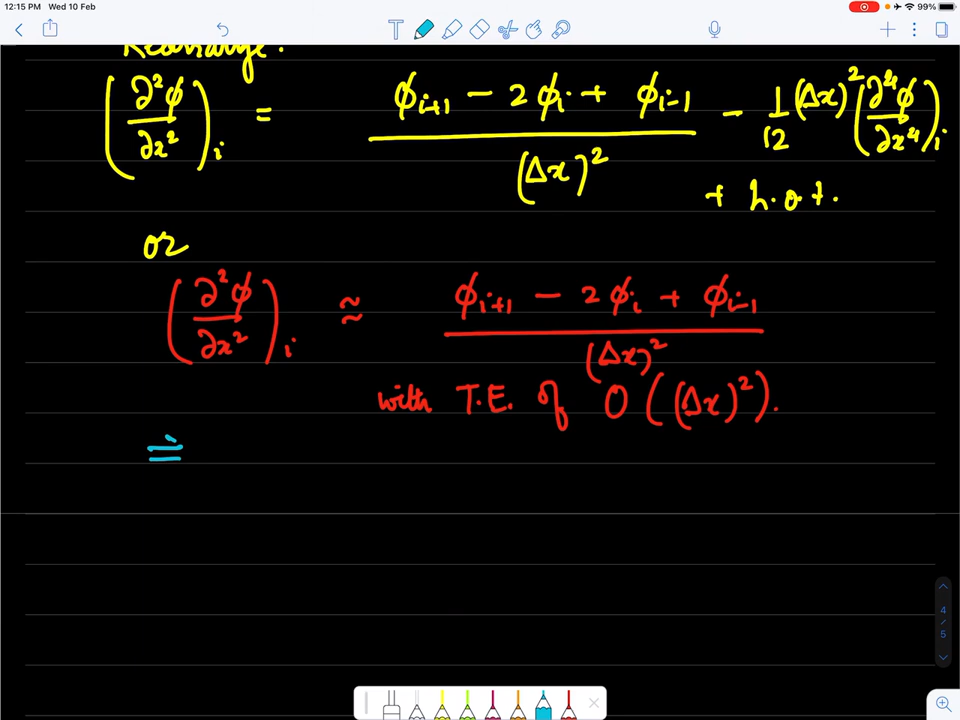 12:15 PM Wed 10 Feb
99%
Rearrange:
(∂²φ/∂x²)ᵢ = (φᵢ₊₁ − 2φᵢ + φᵢ₋₁)/(Δx)² − 1/12 (Δx)² (∂⁴φ/∂x⁴)ᵢ
+ h.o.t.
or
(∂²φ/∂x²)ᵢ ≈ (φᵢ₊₁ − 2φᵢ + φᵢ₋₁)/(Δx)²
with T.E. of O((Δx)²).
4
/
5